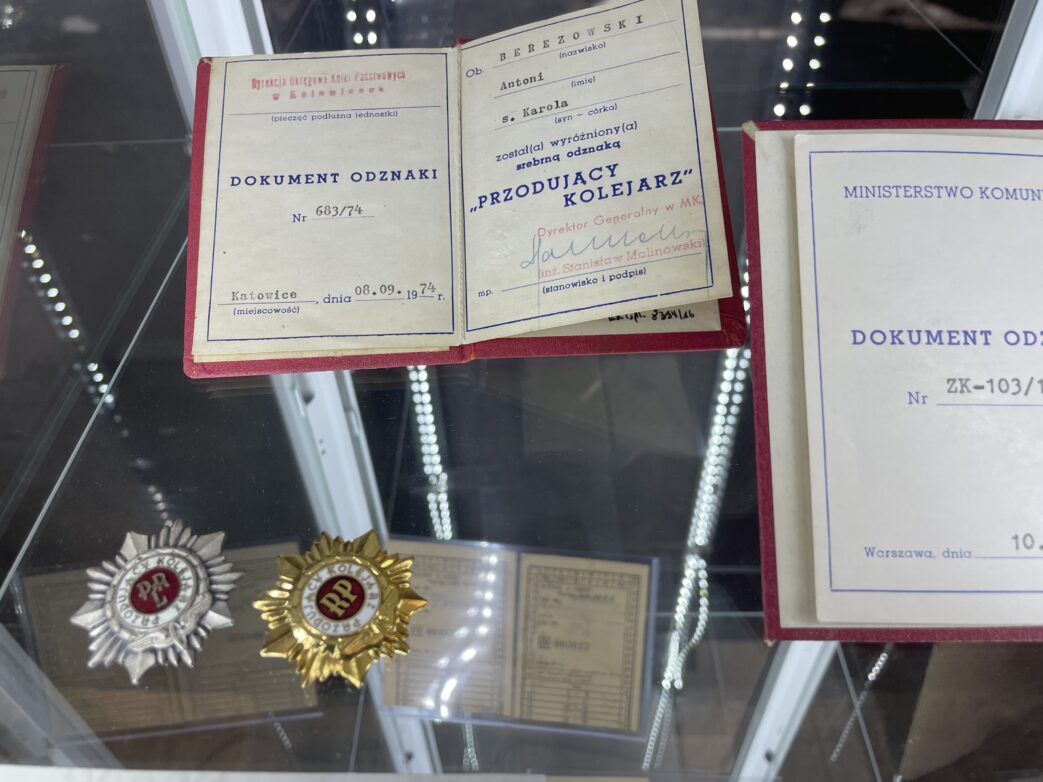 Dyrekcja Okręgowa Kolei Państwowych
w Katowicach
(pieczęć podłużna jednostki)
DOKUMENT ODZNAKI
Nr 683/74
Katowice, dnia 08.09. 1974 r.
(miejscowość)
Ob. BEREZOWSKI
(nazwisko)
Antoni
(imię)
s. Karola
(syn – córka)
został(a) wyróżniony(a)
srebrną odznaką
„PRZODUJĄCY
KOLEJARZ”
Dyrektor Generalny w MK
inż. Stanisław Malinowski
mp.
(stanowisko i podpis)
MINISTERSTWO KOMUN
DOKUMENT ODZ
Nr ZK-103/1
Warszawa, dnia 10.
PRL
PRZODUJĄCY KOLEJARZ
RP
PRZODUJĄCY KOLEJARZ